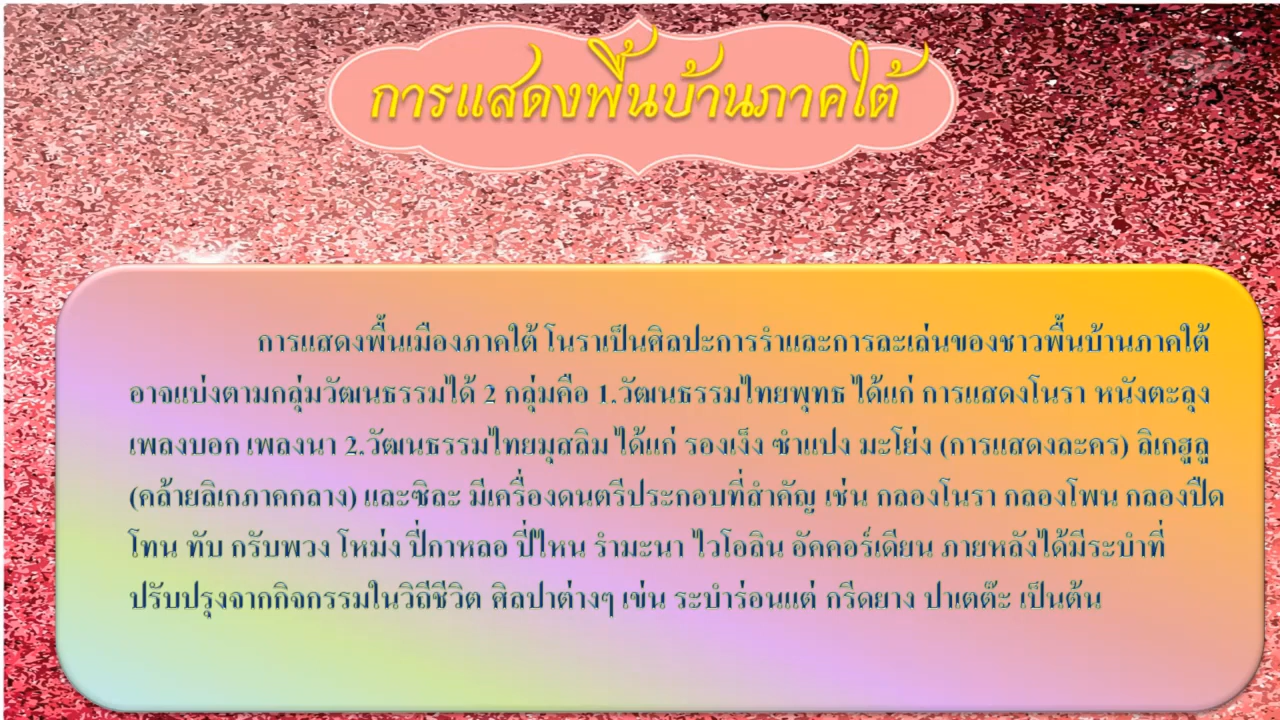 การแสดงพื้นบ้านภาคใต้
การแสดงพื้นเมืองภาคใต้ โนราเป็นศิลปะการรำและการละเล่นของชาวพื้นบ้านภาคใต้
อาจแบ่งตามกลุ่มวัฒนธรรมได้ 2 กลุ่มคือ 1.วัฒนธรรมไทยพุทธ ได้แก่ การแสดงโนรา หนังตะลุง
เพลงบอก เพลงนา 2.วัฒนธรรมไทยมุสลิม ได้แก่ รองเง็ง ซำแปง มะโย่ง (การแสดงละคร) ลิเกฮูลู
(คล้ายลิเกภาคกลาง) และซิละ มีเครื่องดนตรีประกอบที่สำคัญ เช่น กลองโนรา กลองโพน กลองปืด
โทน ทับ กรับพวง โหม่ง ปี่กาหลอ ปี่ไหน รำมะนา ไวโอลิน อัคคอร์เดียน ภายหลังได้มีระบำที่
ปรับปรุงจากกิจกรรมในวิถีชีวิต ศิลปาต่างๆ เข่น ระบำร่อนแต่ กรีดยาง ปาเตต๊ะ เป็นต้น